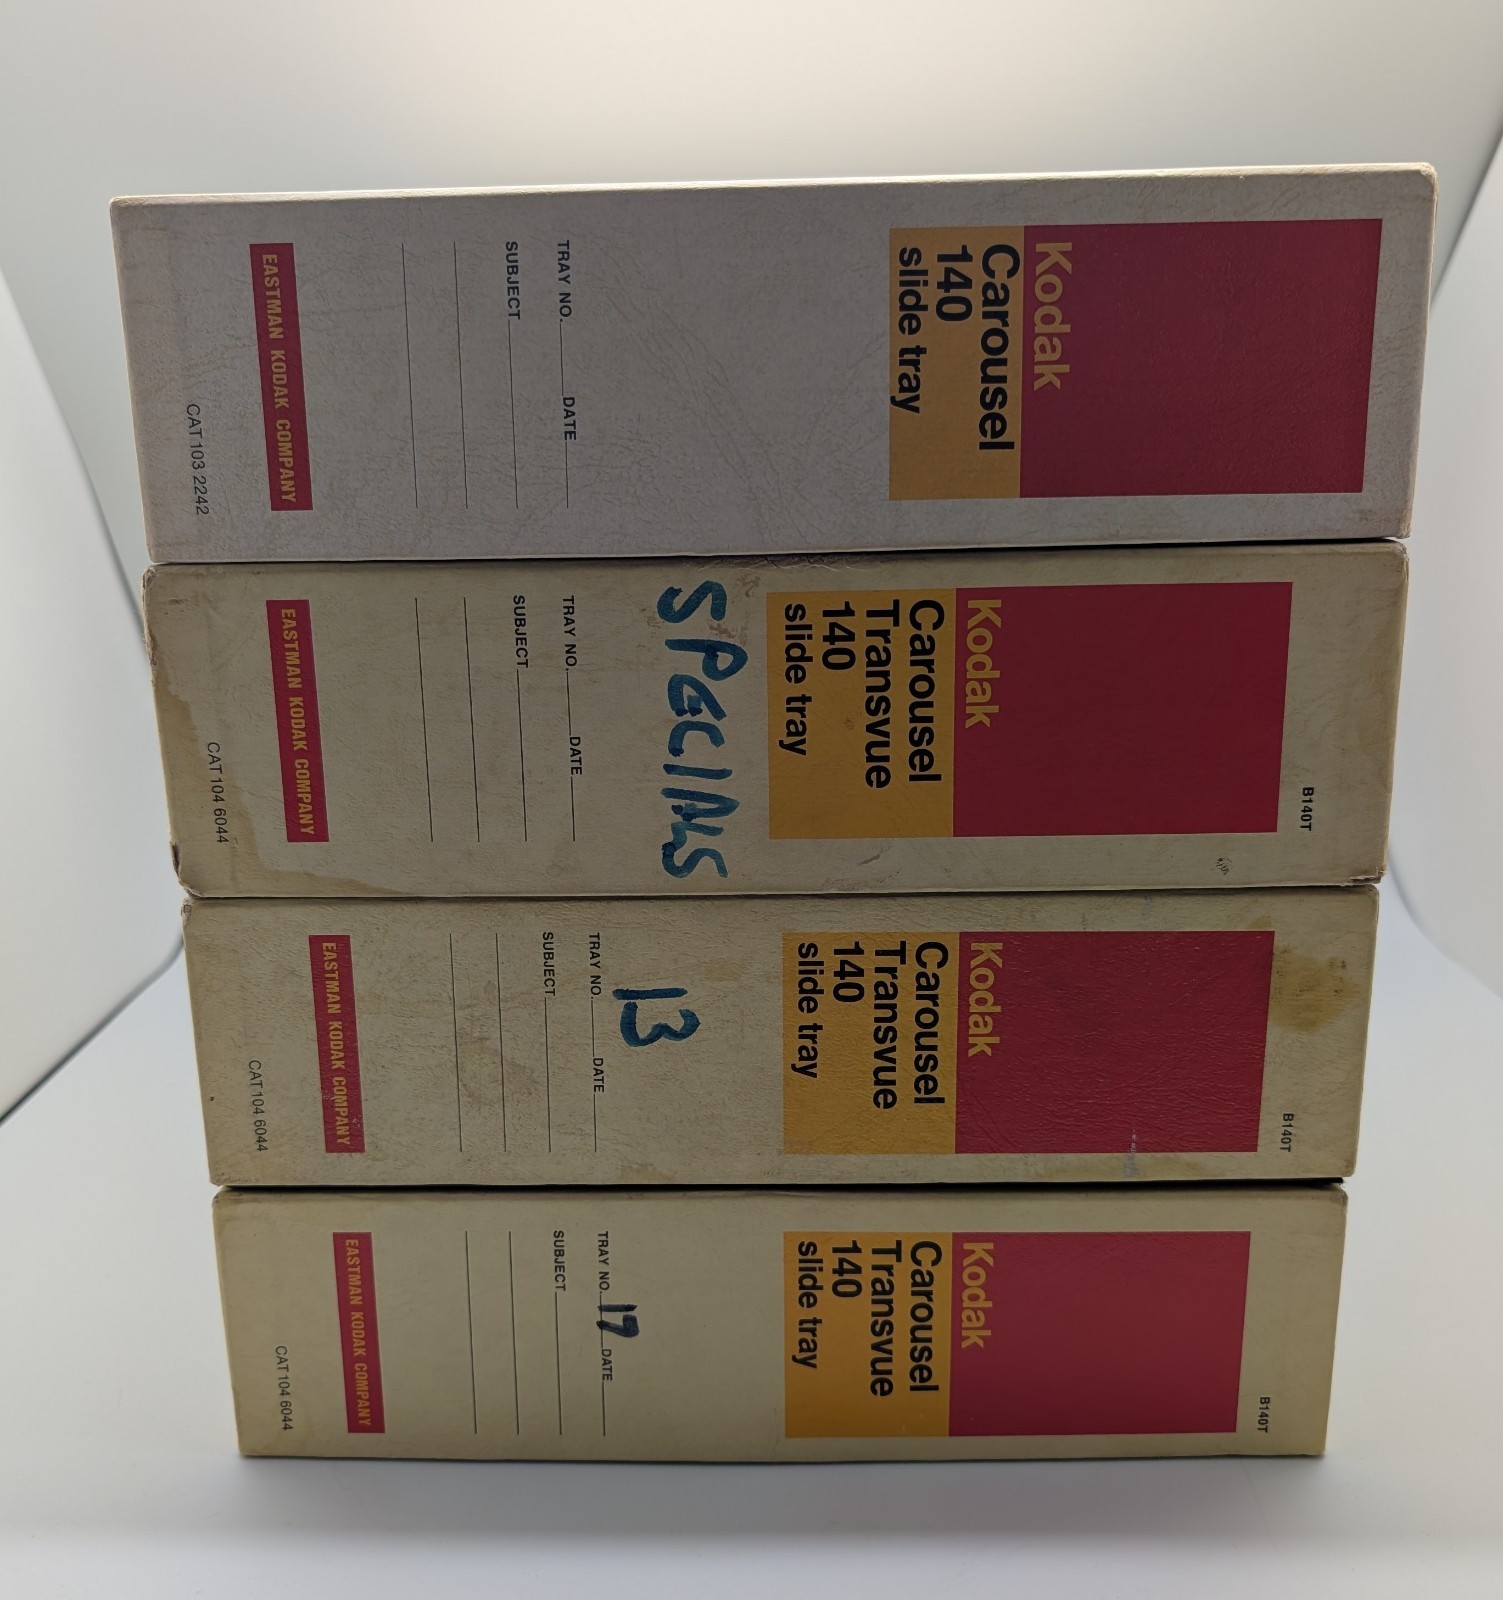 Kodak
Carousel
140
slide tray
TRAY NO. DATE
SUBJECT
EASTMAN KODAK COMPANY
CAT 103 2242
B140T
Kodak
Carousel
Transvue
140
slide tray
SPECIALS
TRAY NO. DATE
SUBJECT
EASTMAN KODAK COMPANY
CAT 104 6044
B140T
Kodak
Carousel
Transvue
140
slide tray
13
TRAY NO. DATE
SUBJECT
EASTMAN KODAK COMPANY
CAT 104 6044
B140T
Kodak
Carousel
Transvue
140
slide tray
TRAY NO. 17 DATE
SUBJECT
EASTMAN KODAK COMPANY
CAT 104 6044